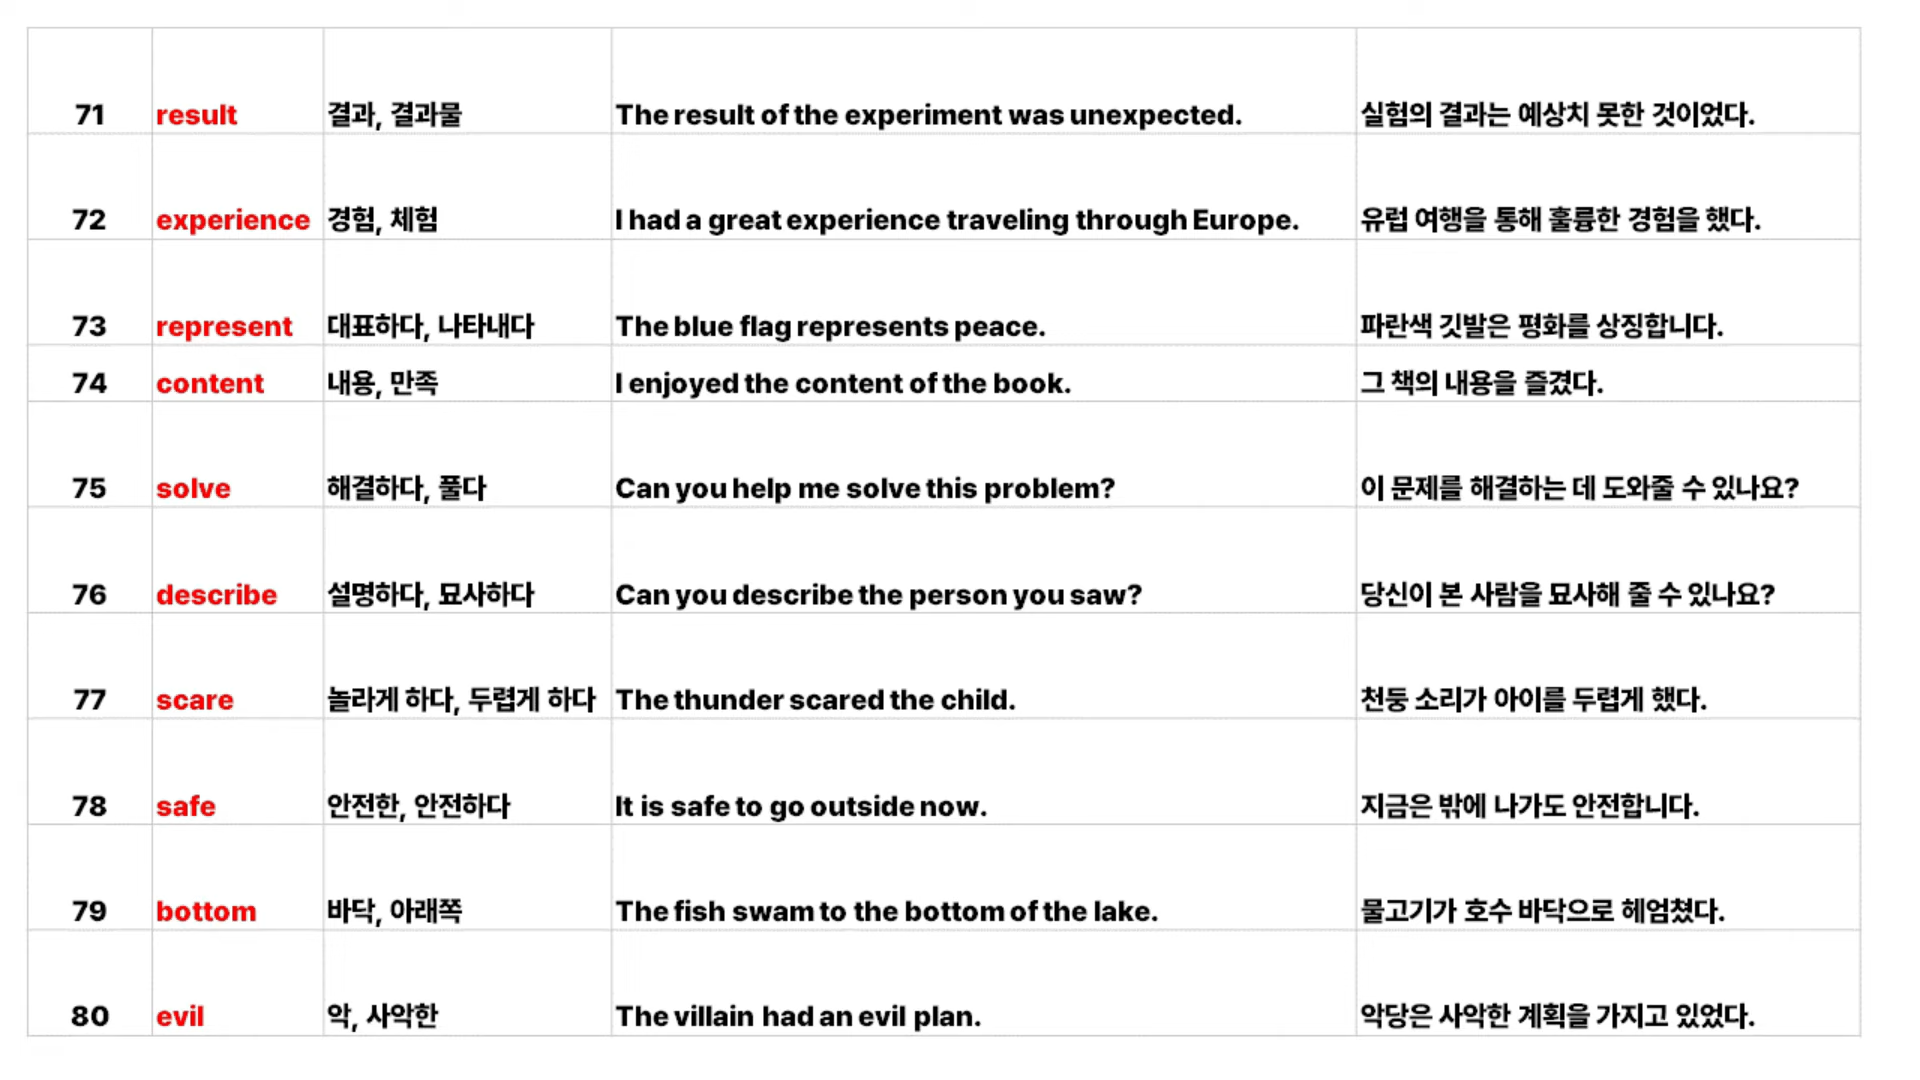 71 result 결과, 결과물 The result of the experiment was unexpected. 실험의 결과는 예상치 못한 것이었다.
72 experience 경험, 체험 I had a great experience traveling through Europe. 유럽 여행을 통해 훌륭한 경험을 했다.
73 represent 대표하다, 나타내다 The blue flag represents peace. 파란색 깃발은 평화를 상징합니다.
74 content 내용, 만족 I enjoyed the content of the book. 그 책의 내용을 즐겼다.
75 solve 해결하다, 풀다 Can you help me solve this problem? 이 문제를 해결하는 데 도와줄 수 있나요?
76 describe 설명하다, 묘사하다 Can you describe the person you saw? 당신이 본 사람을 묘사해 줄 수 있나요?
77 scare 놀라게 하다, 두렵게 하다 The thunder scared the child. 천둥 소리가 아이를 두렵게 했다.
78 safe 안전한, 안전하다 It is safe to go outside now. 지금은 밖에 나가도 안전합니다.
79 bottom 바닥, 아래쪽 The fish swam to the bottom of the lake. 물고기가 호수 바닥으로 헤엄쳤다.
80 evil 악, 사악한 The villain had an evil plan. 악당은 사악한 계획을 가지고 있었다.